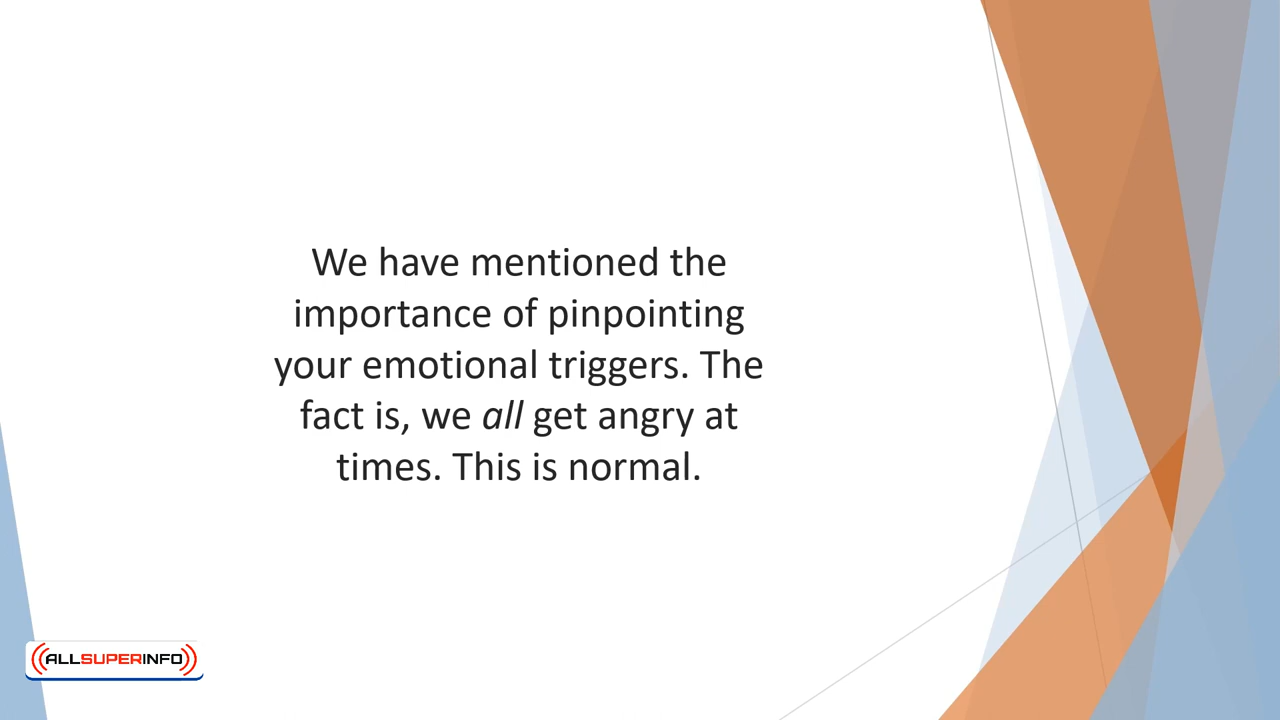 We have mentioned the
importance of pinpointing
your emotional triggers. The
fact is, we all get angry at
times. This is normal.
ALLSUPERINFO